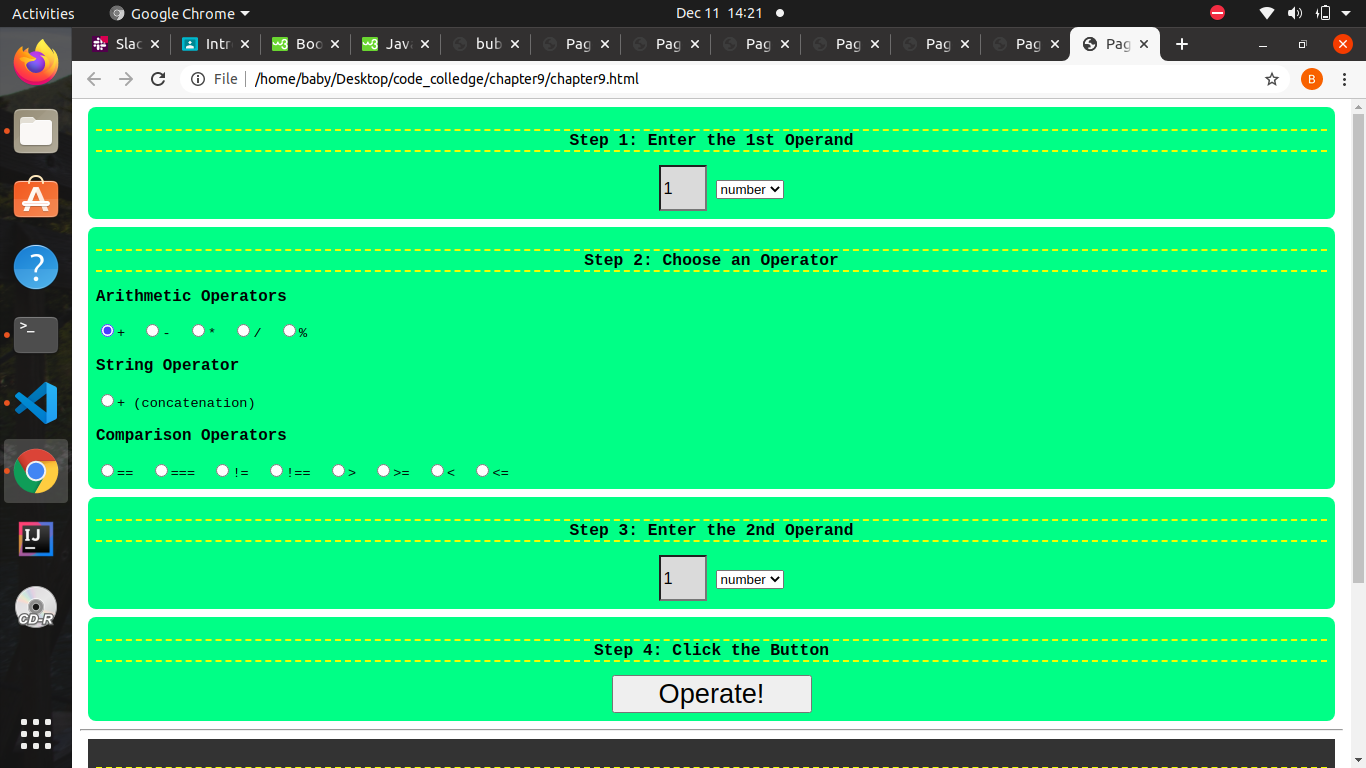 Activities Google Chrome Dec 11 14:21
Slac Intr Boo Jav bub Pag Pag Pag Pag Pag Pag Pag
File /home/baby/Desktop/code_colledge/chapter9/chapter9.html B
Step 1: Enter the 1st Operand
1 number
Step 2: Choose an Operator
Arithmetic Operators
+ - * / %
String Operator
+ (concatenation)
Comparison Operators
== === != !== > >= < <=
Step 3: Enter the 2nd Operand
1 number
Step 4: Click the Button
Operate!
>_
IJ
CD-R